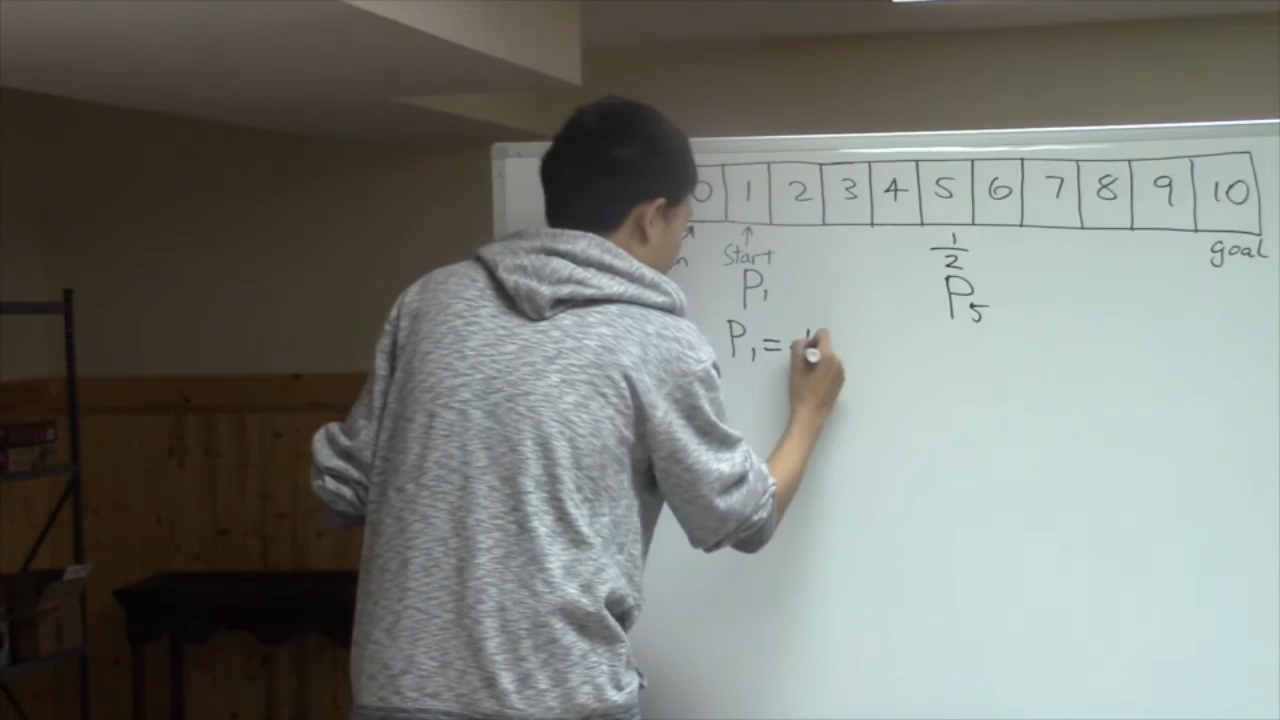 0 1 2 3 4 5 6 7 8 9 10
Start 1/2 goal
P₁ P₅
P₁ =